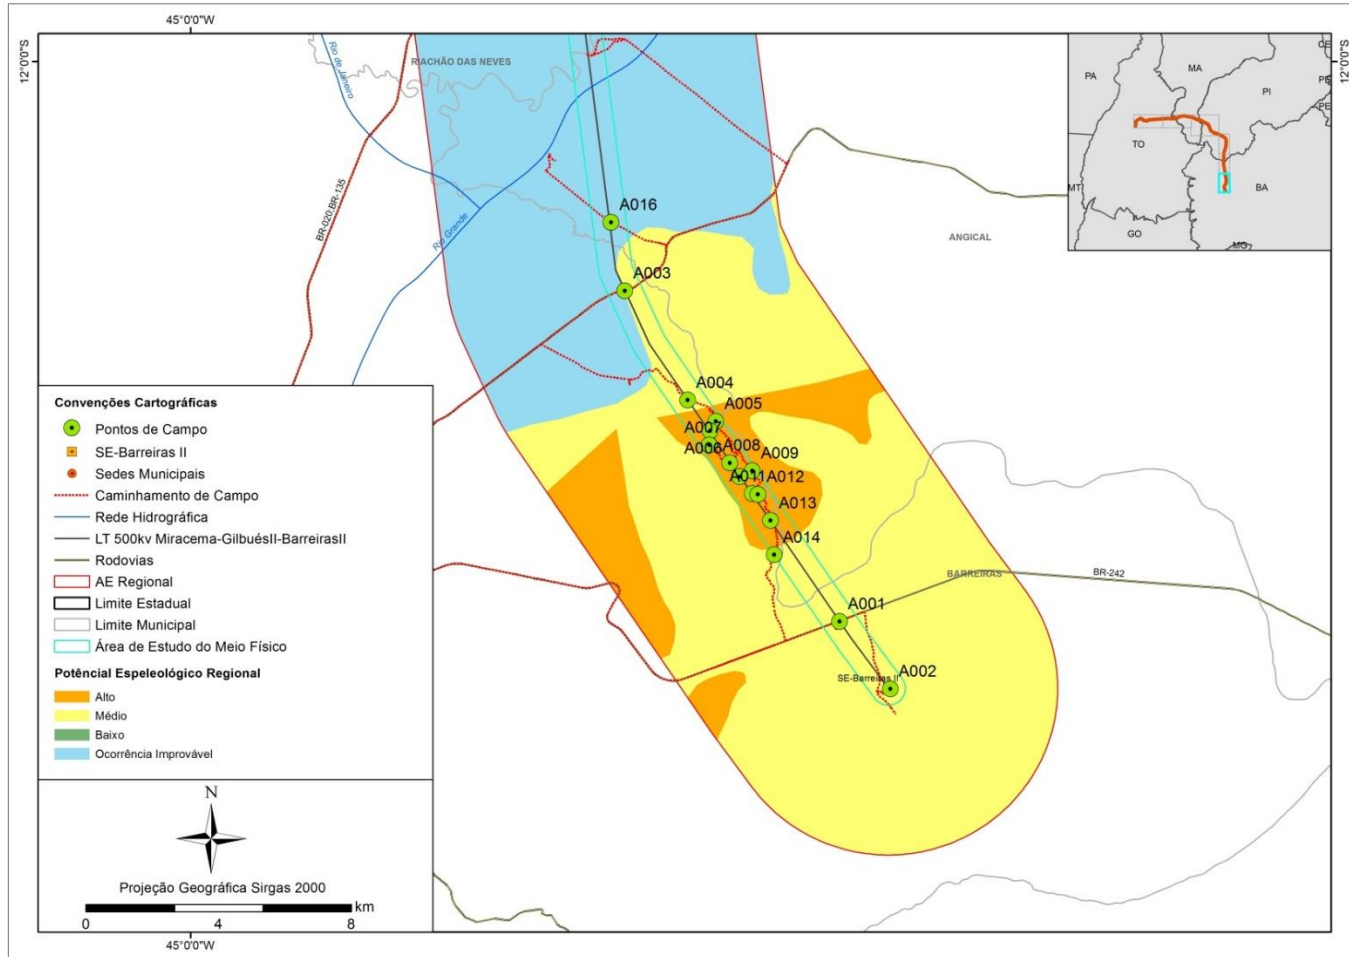 45°0'0"W
12°0'0"S
12°0'0"S
RIACHÃO DAS NEVES
Rio de Janeiro
BR-020;BR-135
Rio Grande
ANGICAL
CE
MA
PA
PI
PE
PE
TO
MT
BA
GO
MG
A016
A003
A004
A005
A007
A006
A008
A009
A011
A012
A013
A014
BARREIRAS
BR-242
A001
SE-Barreiras II
A002
Convenções Cartográficas
Pontos de Campo
SE-Barreiras II
Sedes Municipais
Caminhamento de Campo
Rede Hidrográfica
LT 500kv Miracema-GilbuésII-BarreirasII
Rodovias
AE Regional
Limite Estadual
Limite Municipal
Área de Estudo do Meio Físico
Potêncial Espeleológico Regional
Alto
Médio
Baixo
Ocorrência Improvável
N
Projeção Geográfica Sirgas 2000
km
0 4 8
45°0'0"W